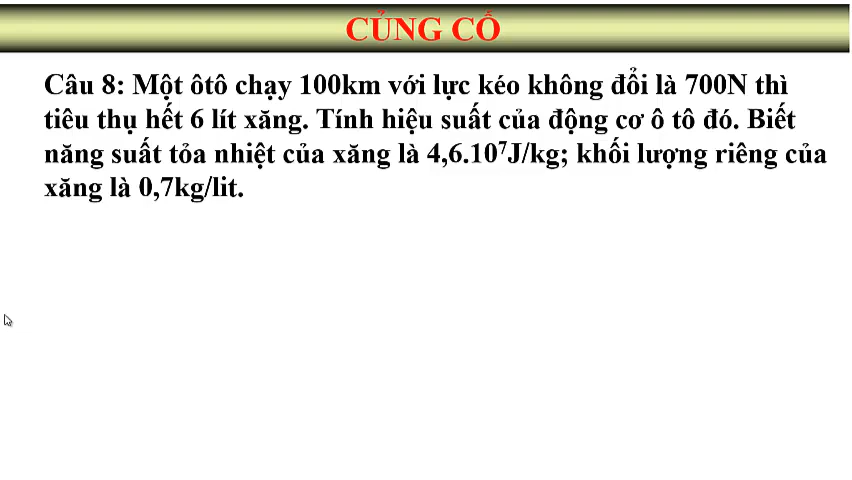 CỦNG CỐ
Câu 8: Một ôtô chạy 100km với lực kéo không đổi là 700N thì
tiêu thụ hết 6 lít xăng. Tính hiệu suất của động cơ ô tô đó. Biết
năng suất tỏa nhiệt của xăng là 4,6.10⁷J/kg; khối lượng riêng của
xăng là 0,7kg/lit.